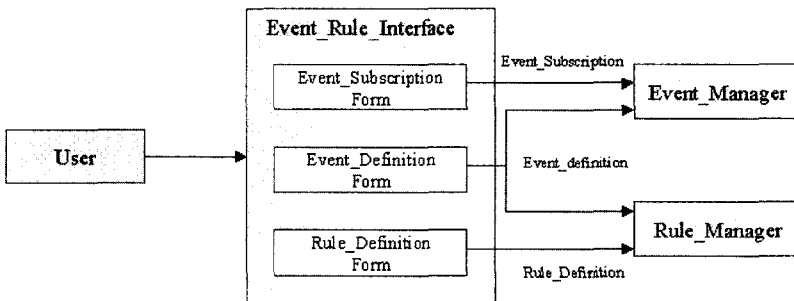 Event_Rule_Interface
Event_Subscription
Form
Event_Subscription
Event_Manager
User
Event_Definition
Form
Event_definition
Rule_Definition
Form
Rule_Manager
Rule_Definition